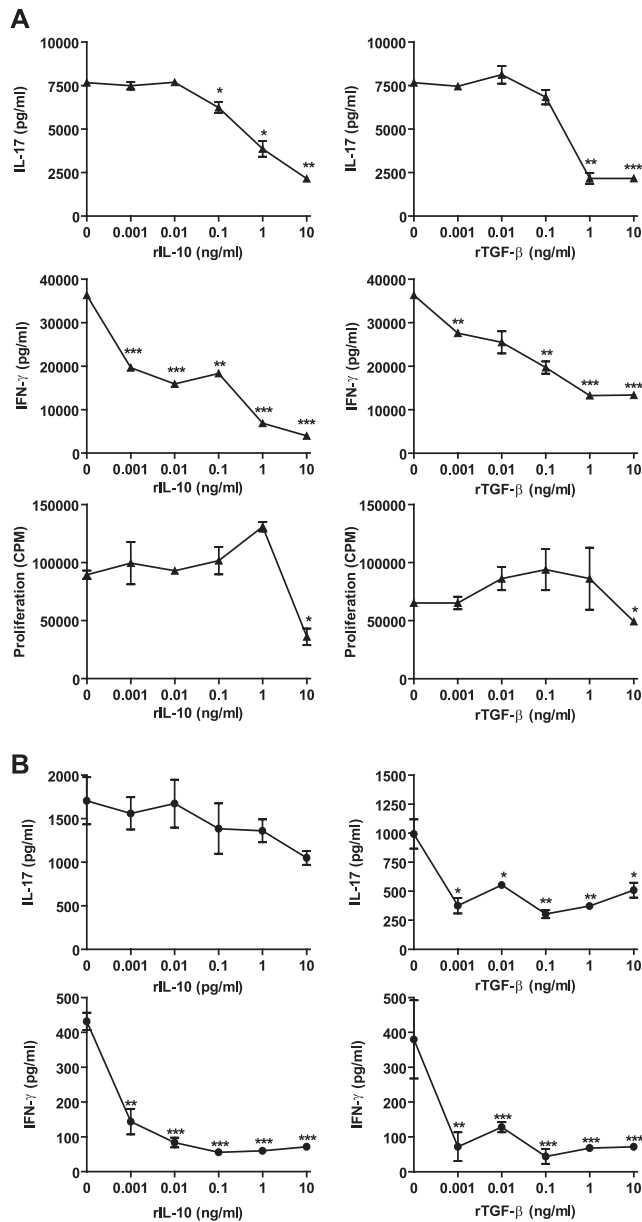 A
10000
7500
5000
2500
0
IL-17 (pg/ml)
* * **
0 0.001 0.01 0.1 1 10
rIL-10 (ng/ml)
10000
7500
5000
2500
0
IL-17 (pg/ml)
** ***
0 0.001 0.01 0.1 1 10
rTGF-β (ng/ml)
40000
30000
20000
10000
0
IFN-γ (pg/ml)
*** *** ** *** ***
0 0.001 0.01 0.1 1 10
rIL-10 (ng/ml)
40000
30000
20000
10000
0
IFN-γ (pg/ml)
** ** *** ***
0 0.001 0.01 0.1 1 10
rTGF-β (ng/ml)
150000
100000
50000
0
Proliferation (CPM)
*
0 0.001 0.01 0.1 1 10
rIL-10 (ng/ml)
150000
100000
50000
0
Proliferation (CPM)
*
0 0.001 0.01 0.1 1 10
rTGF-β (ng/ml)
B
2000
1500
1000
500
0
IL-17 (pg/ml)
0 0.001 0.01 0.1 1 10
rIL-10 (pg/ml)
1500
1250
1000
750
500
250
0
IL-17 (pg/ml)
* * ** ** *
0 0.001 0.01 0.1 1 10
rTGF-β (ng/ml)
500
400
300
200
100
0
IFN-γ (pg/ml)
** *** *** *** ***
0 0.001 0.01 0.1 1 10
rIL-10 (ng/ml)
500
400
300
200
100
0
IFN-γ (pg/ml)
** *** *** *** ***
0 0.001 0.01 0.1 1 10
rTGF-β (ng/ml)